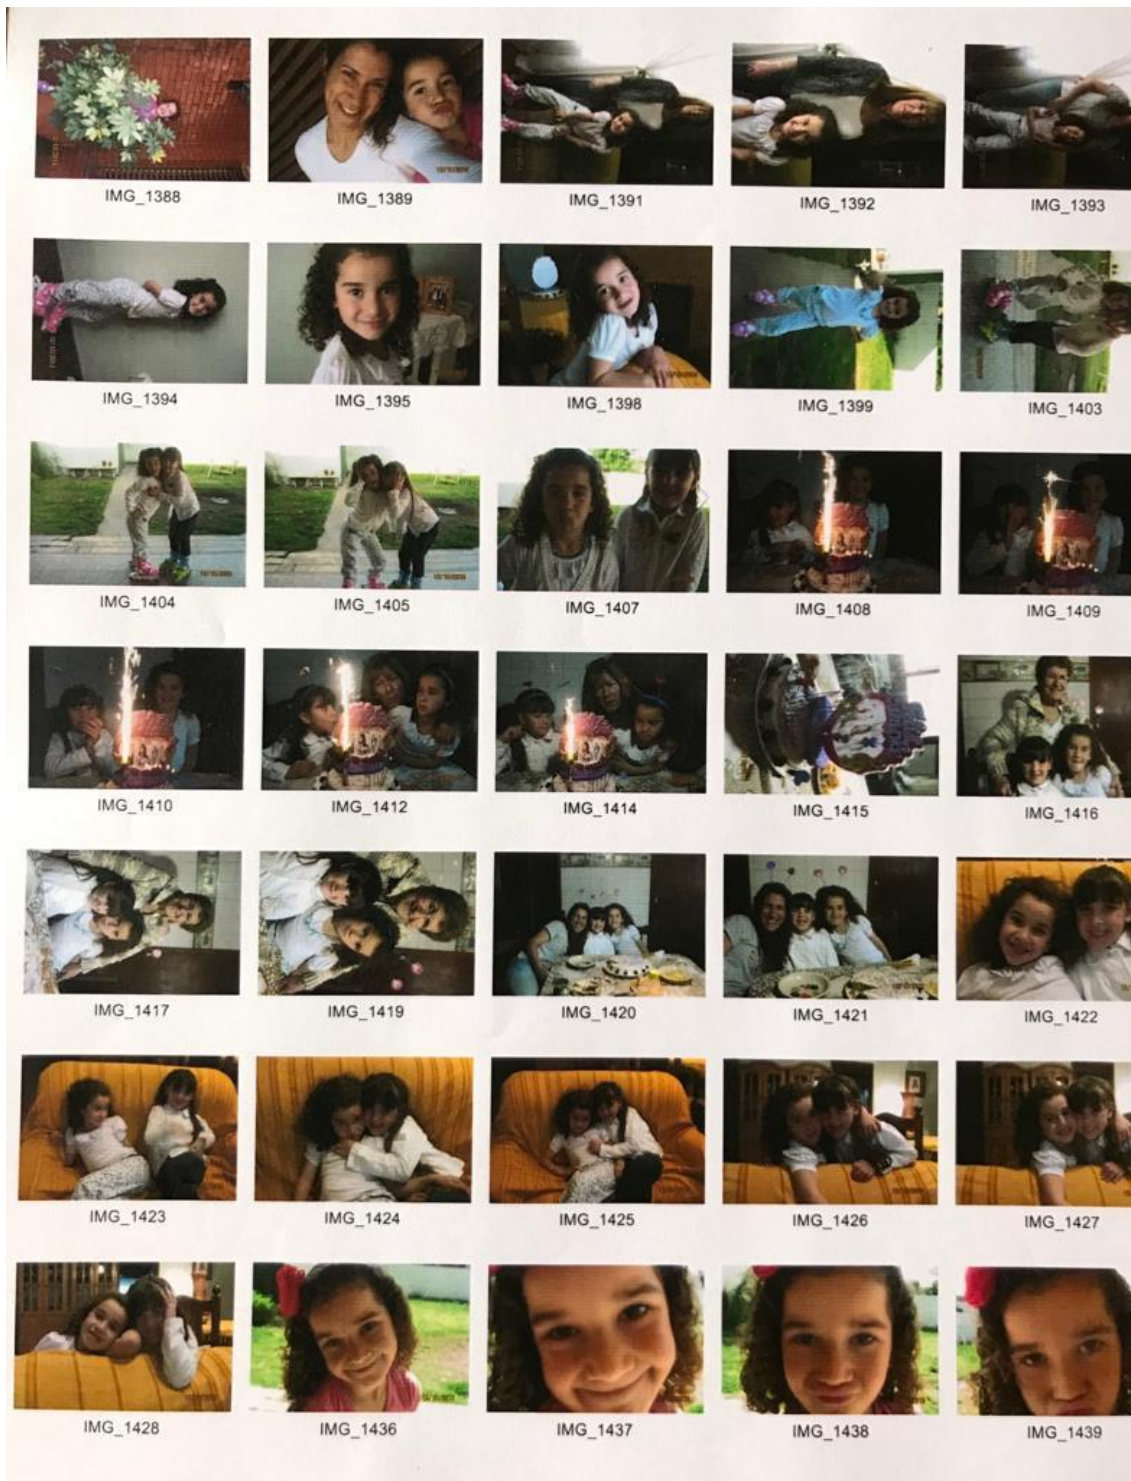 IMG_1388 IMG_1389 IMG_1391 IMG_1392 IMG_1393
IMG_1394 IMG_1395 IMG_1398 IMG_1399 IMG_1403
IMG_1404 IMG_1405 IMG_1407 IMG_1408 IMG_1409
IMG_1410 IMG_1412 IMG_1414 IMG_1415 IMG_1416
IMG_1417 IMG_1419 IMG_1420 IMG_1421 IMG_1422
IMG_1423 IMG_1424 IMG_1425 IMG_1426 IMG_1427
A
IMG_1428 IMG_1436 IMG_1437 IMG_1438 IMG_1439